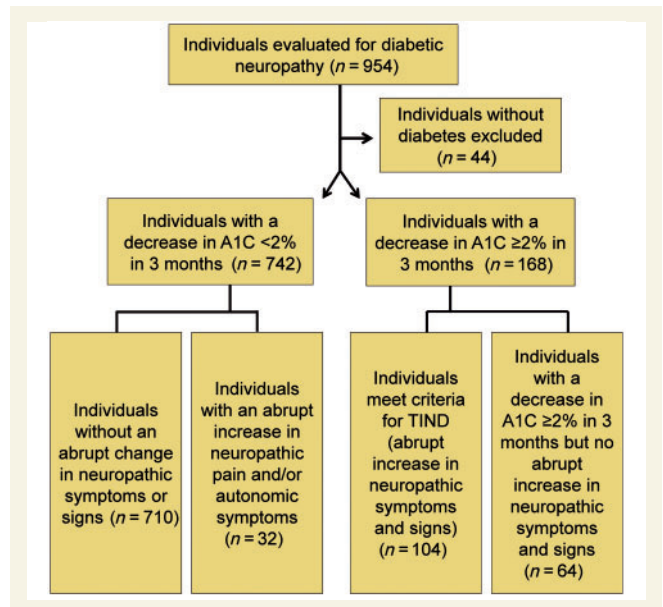 Individuals evaluated for diabetic
neuropathy (n = 954)
Individuals without
diabetes excluded
(n = 44)
Individuals with a
decrease in A1C <2%
in 3 months (n = 742)
Individuals with a
decrease in A1C ≥2% in
3 months (n = 168)
Individuals
without an
abrupt change
in neuropathic
symptoms or
signs (n = 710)
Individuals
with an abrupt
increase in
neuropathic
pain and/or
autonomic
symptoms
(n = 32)
Individuals
meet criteria
for TIND
(abrupt
increase in
neuropathic
symptoms
and signs)
(n = 104)
Individuals
with a
decrease in
A1C ≥2% in 3
months but no
abrupt
increase in
neuropathic
symptoms
and signs
(n = 64)